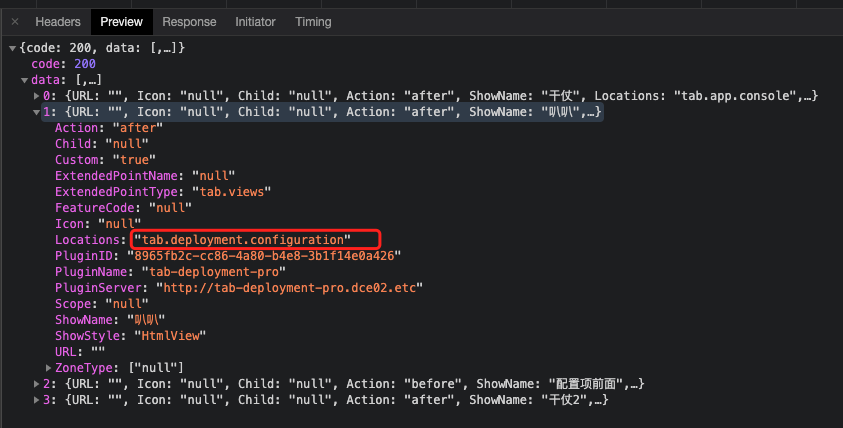 × Headers Preview Response Initiator Timing
▼{code: 200, data: [,…]}
code: 200
▼data: [,…]
▶0: {URL: "", Icon: "null", Child: "null", Action: "after", ShowName: "干仗", Locations: "tab.app.console",…}
▼1: {URL: "", Icon: "null", Child: "null", Action: "after", ShowName: "叭叭",…}
Action: "after"
Child: "null"
Custom: "true"
ExtendedPointName: "null"
ExtendedPointType: "tab.views"
FeatureCode: "null"
Icon: "null"
Locations: "tab.deployment.configuration"
PluginID: "8965fb2c-cc86-4a80-b4e8-3b1f14e0a426"
PluginName: "tab-deployment-pro"
PluginServer: "http://tab-deployment-pro.dce02.etc"
Scope: "null"
ShowName: "叭叭"
ShowStyle: "HtmlView"
URL: ""
▶ZoneType: ["null"]
▶2: {URL: "", Icon: "null", Child: "null", Action: "before", ShowName: "配置项前面",…}
▶3: {URL: "", Icon: "null", Child: "null", Action: "after", ShowName: "干仗2",…}